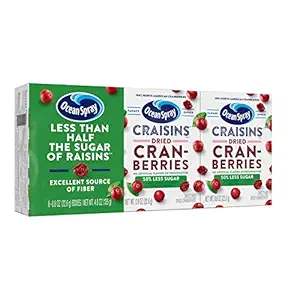 Ocean Spray
LESS THAN
HALF
THE SUGAR
OF RAISINS
EXCELLENT SOURCE
OF FIBER
Ocean Spray
CRAISINS
DRIED
CRAN-
BERRIES
50% LESS SUGAR
Ocean Spray
CRAISINS
DRIED
CRAN-
BERRIES
50% LESS SUGAR